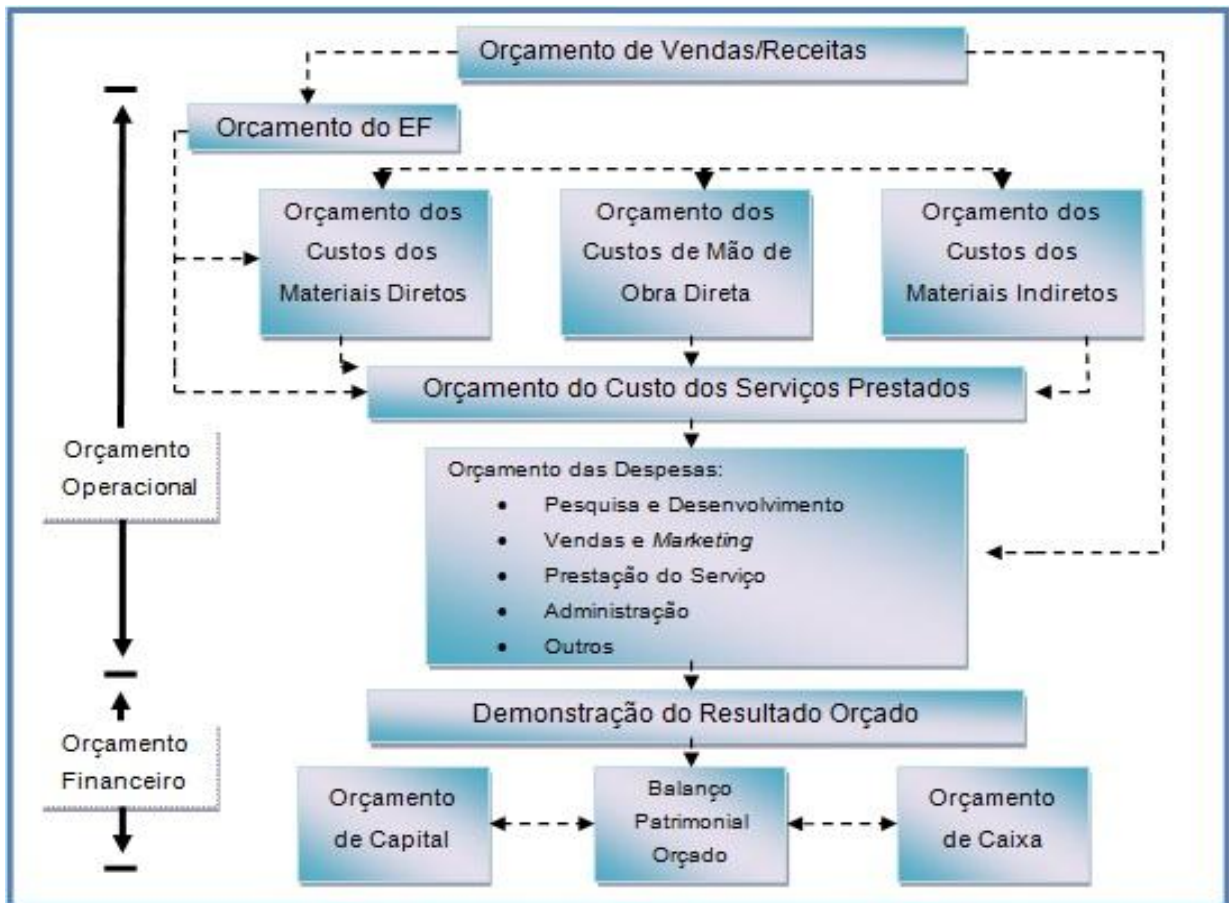 Orçamento de Vendas/Receitas
Orcamento do EF
Orçamento dos
Custos dos
Materiais Diretos
Orçamento dos
Custos de Mão de
Obra Direta
Orçamento dos
Custos dos
Materiais Indiretos
Orçamento do Custo dos Serviços Prestados
Orçamento
Operacional
Orçamento das Despesas:
• Pesquisa e Desenvolvimento
• Vendas e Marketing
• Prestação do Serviço
• Administração
• Outros
Demonstração do Resultado Orçado
Orçamento
Financeiro
Orçamento
de Capital
Balanço
Patrimonial
Orçado
Orçamento
de Caixa